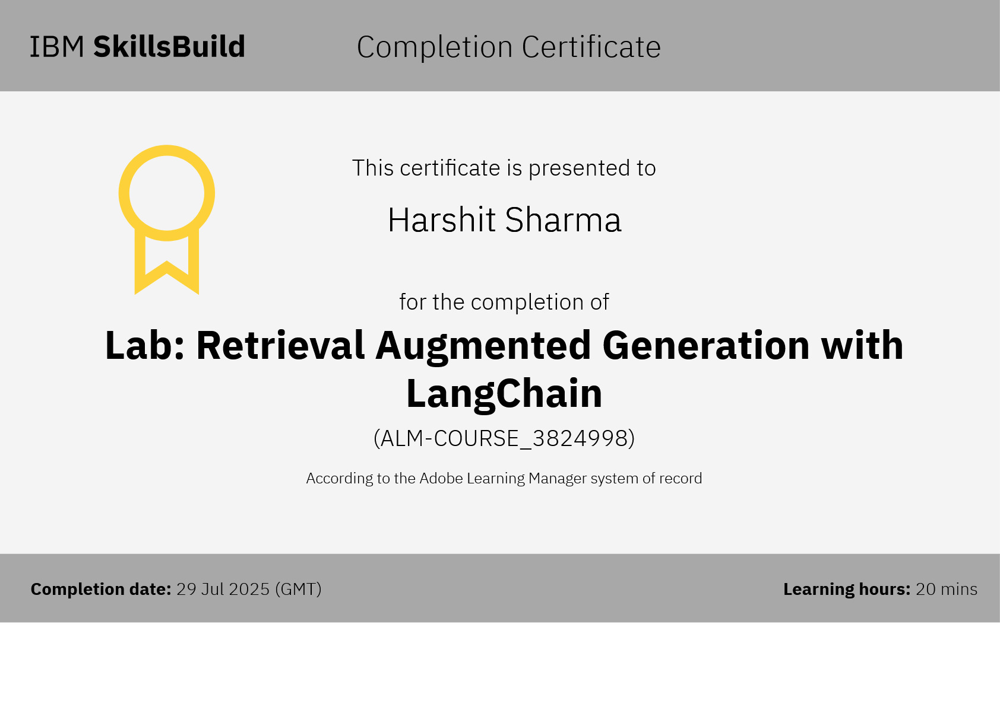 IBM SkillsBuild
Completion Certificate
This certificate is presented to
Harshit Sharma
for the completion of
Lab: Retrieval Augmented Generation with
LangChain
(ALM-COURSE_3824998)
According to the Adobe Learning Manager system of record
Completion date: 29 Jul 2025 (GMT)
Learning hours: 20 mins